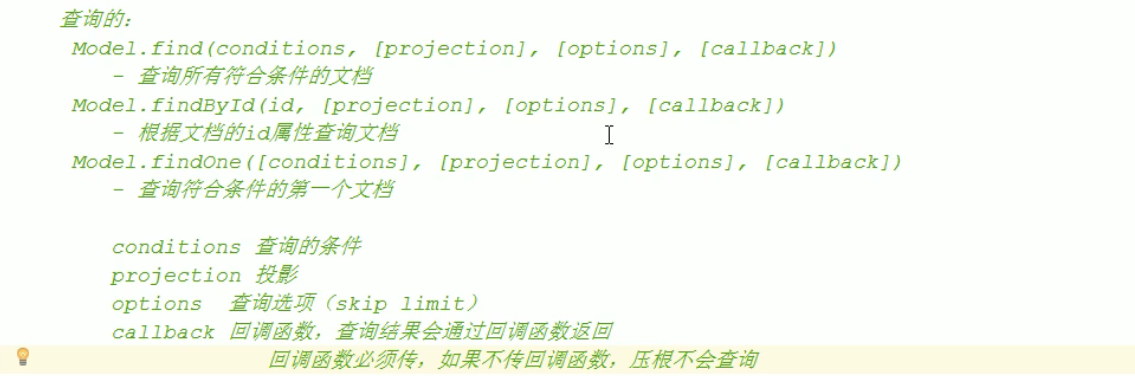 查询的：
Model.find(conditions, [projection], [options], [callback])
- 查询所有符合条件的文档
Model.findById(id, [projection], [options], [callback])
- 根据文档的id属性查询文档
Model.findOne([conditions], [projection], [options], [callback])
- 查询符合条件的第一个文档
conditions 查询的条件
projection 投影
options 查询选项（skip limit）
callback 回调函数，查询结果会通过回调函数返回
回调函数必须传，如果不传回调函数，压根不会查询